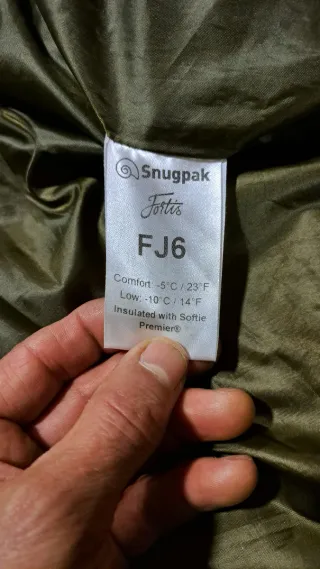 Snugpak
Fortis
FJ6
Comfort: -5°C / 23°F
Low: -10°C / 14°F
Insulated with Softie
Premier®